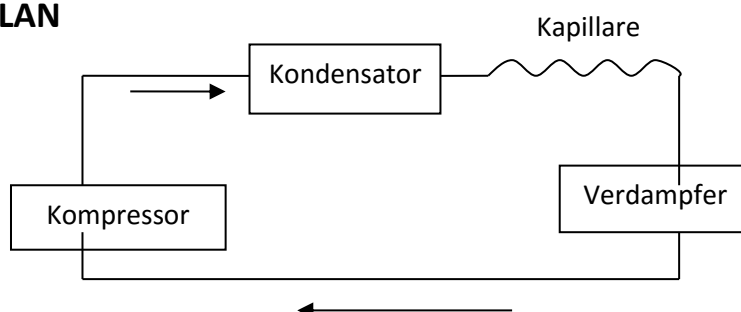 LAN
Kapillare
Kondensator
Verdampfer
Kompressor